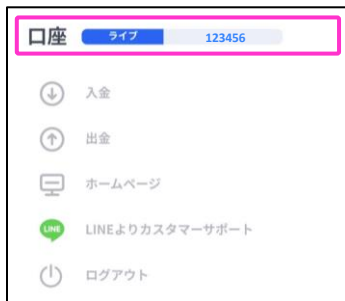 口座 ライブ 123456
入金
出金
ホームページ
LINE LINEよりカスタマーサポート
ログアウト